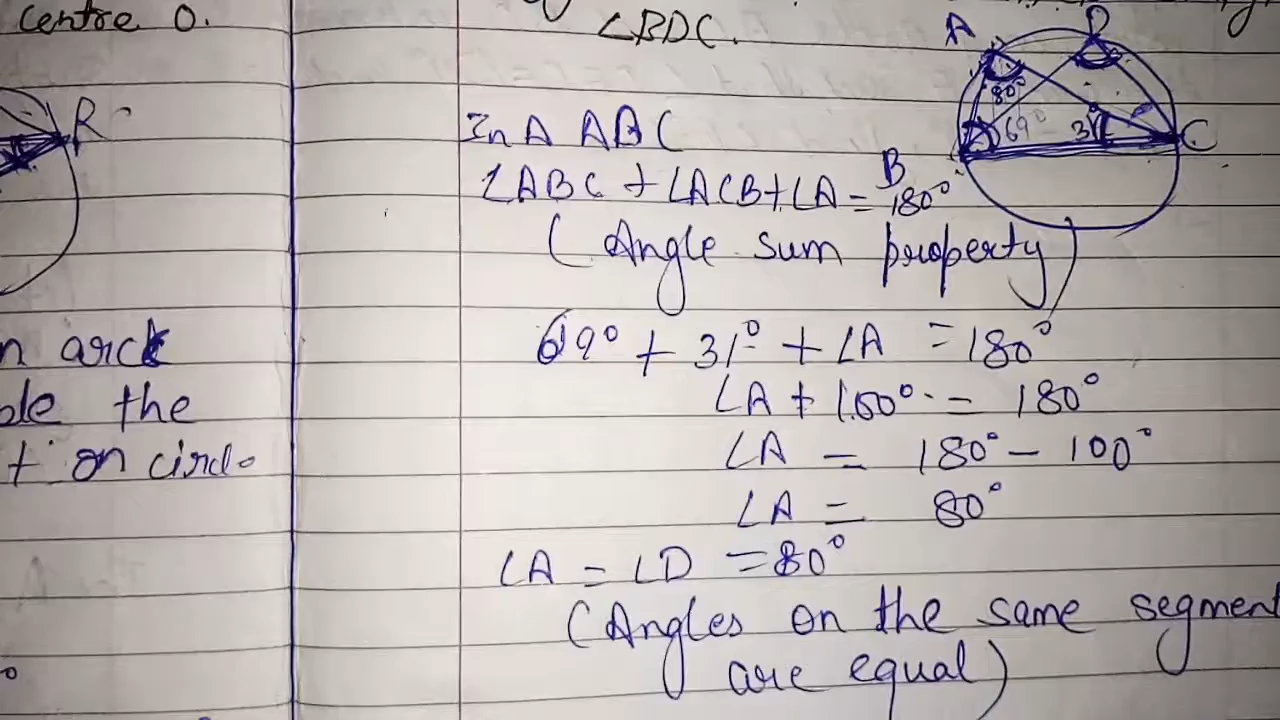 centre O.
R
n arc
ple the
t on circle
∠BDC.
A
D
80°
69°
31
B
C
In Δ ABC
∠ABC + ∠ACB + ∠A = 180°
(Angle sum property)
69° + 31° + ∠A = 180°
∠A + 100° = 180°
∠A = 180° - 100°
∠A = 80°
∠A = ∠D = 80°
(Angles on the same segment
are equal)